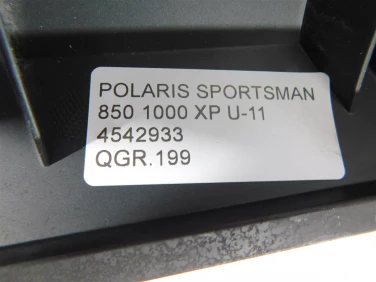 POLARIS SPORTSMAN
850 1000 XP U-11
4542933
QGR.199